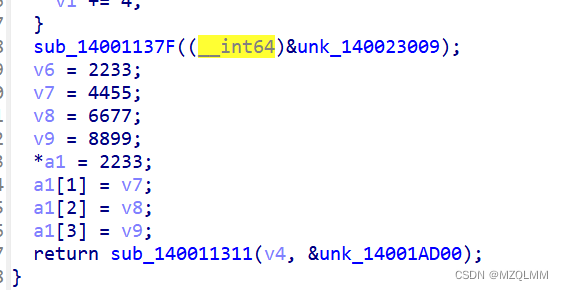 v1 += 4;
}
sub_14001137F((__int64)&unk_140023009);
v6 = 2233;
v7 = 4455;
v8 = 6677;
v9 = 8899;
*a1 = 2233;
a1[1] = v7;
a1[2] = v8;
a1[3] = v9;
return sub_140011311(v4, &unk_14001AD00);
}
CSDN @MZQLMM